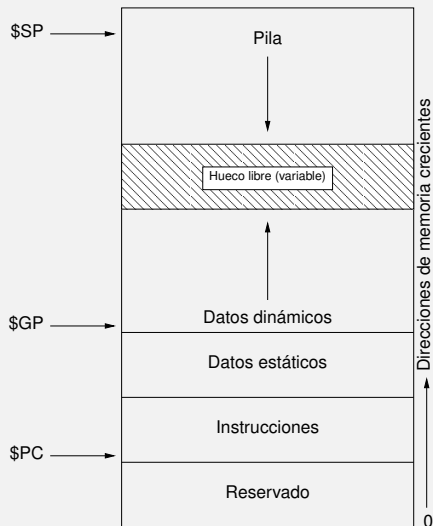 $SP
Pila
Hueco libre (variable)
Datos dinámicos
$GP
Datos estáticos
Instrucciones
$PC
Reservado
Direcciones de memoria crecientes
0